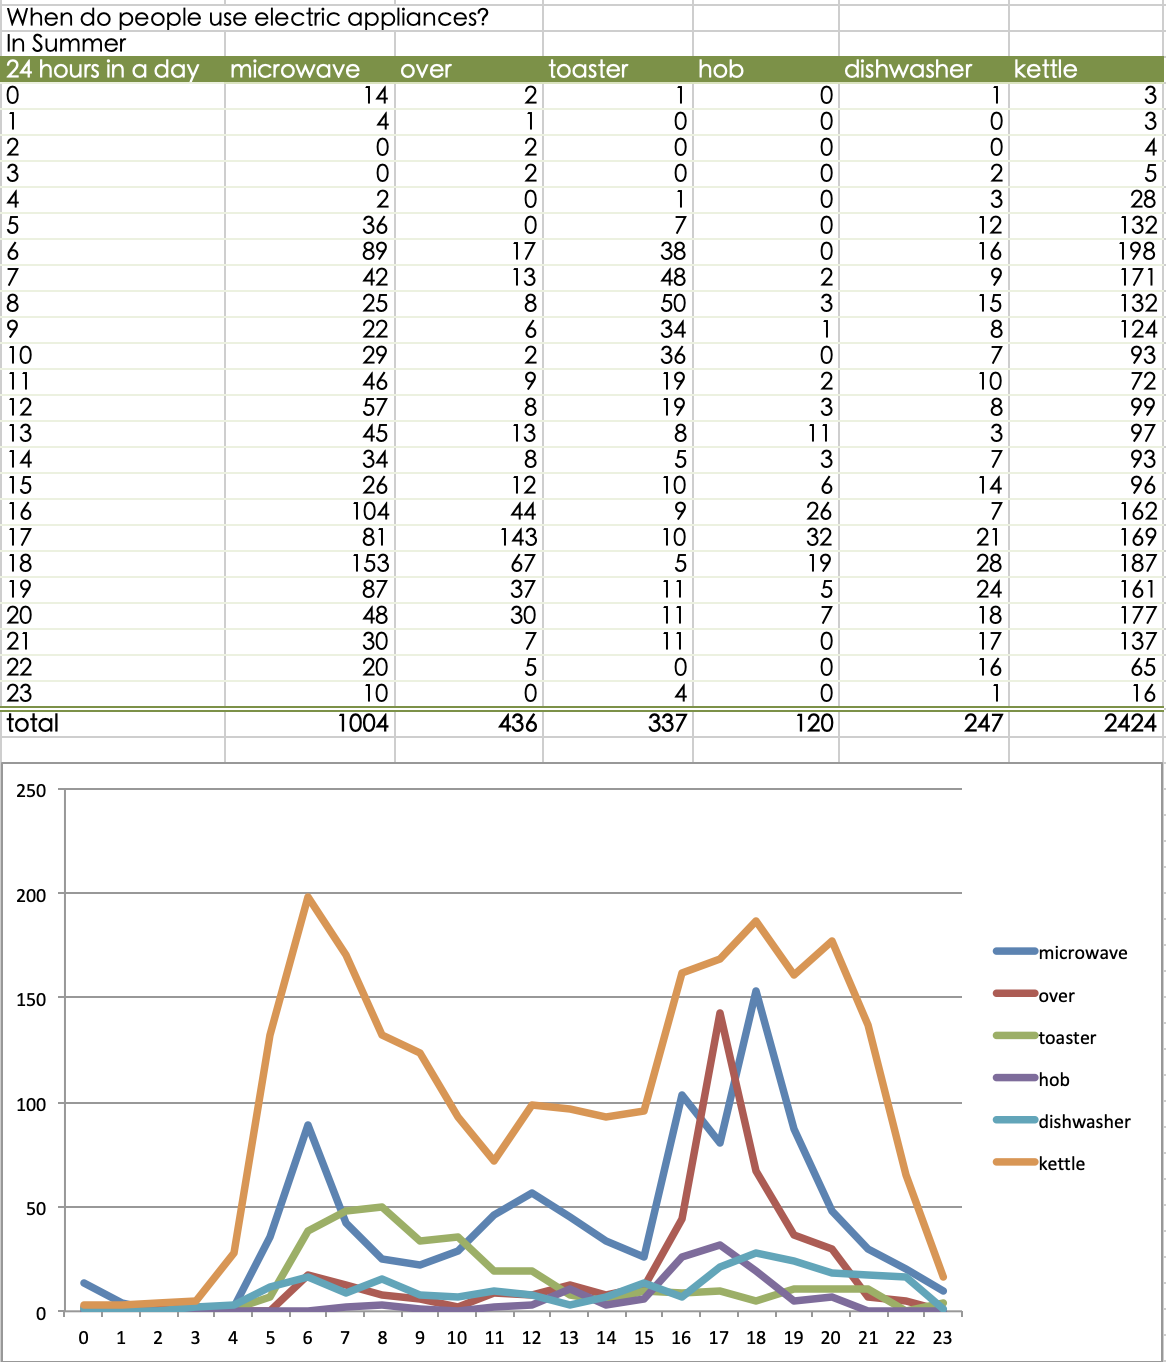 When do people use electric appliances?
In Summer
24 hours in a day microwave over toaster hob dishwasher kettle
0 14 2 1 0 1 3
1 4 1 0 0 0 3
2 0 2 0 0 0 4
3 0 2 0 0 2 5
4 2 0 1 0 3 28
5 36 0 7 0 12 132
6 89 17 38 0 16 198
7 42 13 48 2 9 171
8 25 8 50 3 15 132
9 22 6 34 1 8 124
10 29 2 36 0 7 93
11 46 9 19 2 10 72
12 57 8 19 3 8 99
13 45 13 8 11 3 97
14 34 8 5 3 7 93
15 26 12 10 6 14 96
16 104 44 9 26 7 162
17 81 143 10 32 21 169
18 153 67 5 19 28 187
19 87 37 11 5 24 161
20 48 30 11 7 18 177
21 30 7 11 0 17 137
22 20 5 0 0 16 65
23 10 0 4 0 1 16
total 1004 436 337 120 247 2424
250
200
150
100
50
0
0 1 2 3 4 5 6 7 8 9 10 11 12 13 14 15 16 17 18 19 20 21 22 23
microwave
over
toaster
hob
dishwasher
kettle